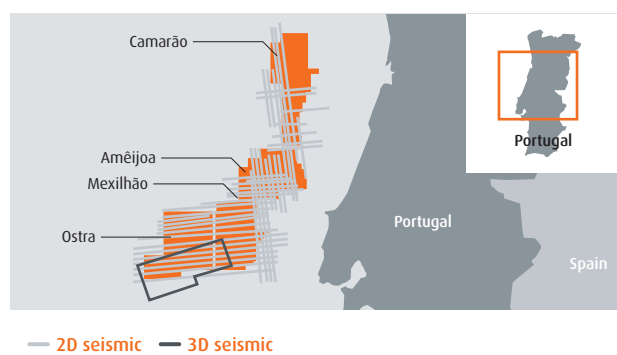 Camarão
Amêijoa
Mexilhão
Ostra
Portugal
Portugal
Spain
2D seismic
3D seismic